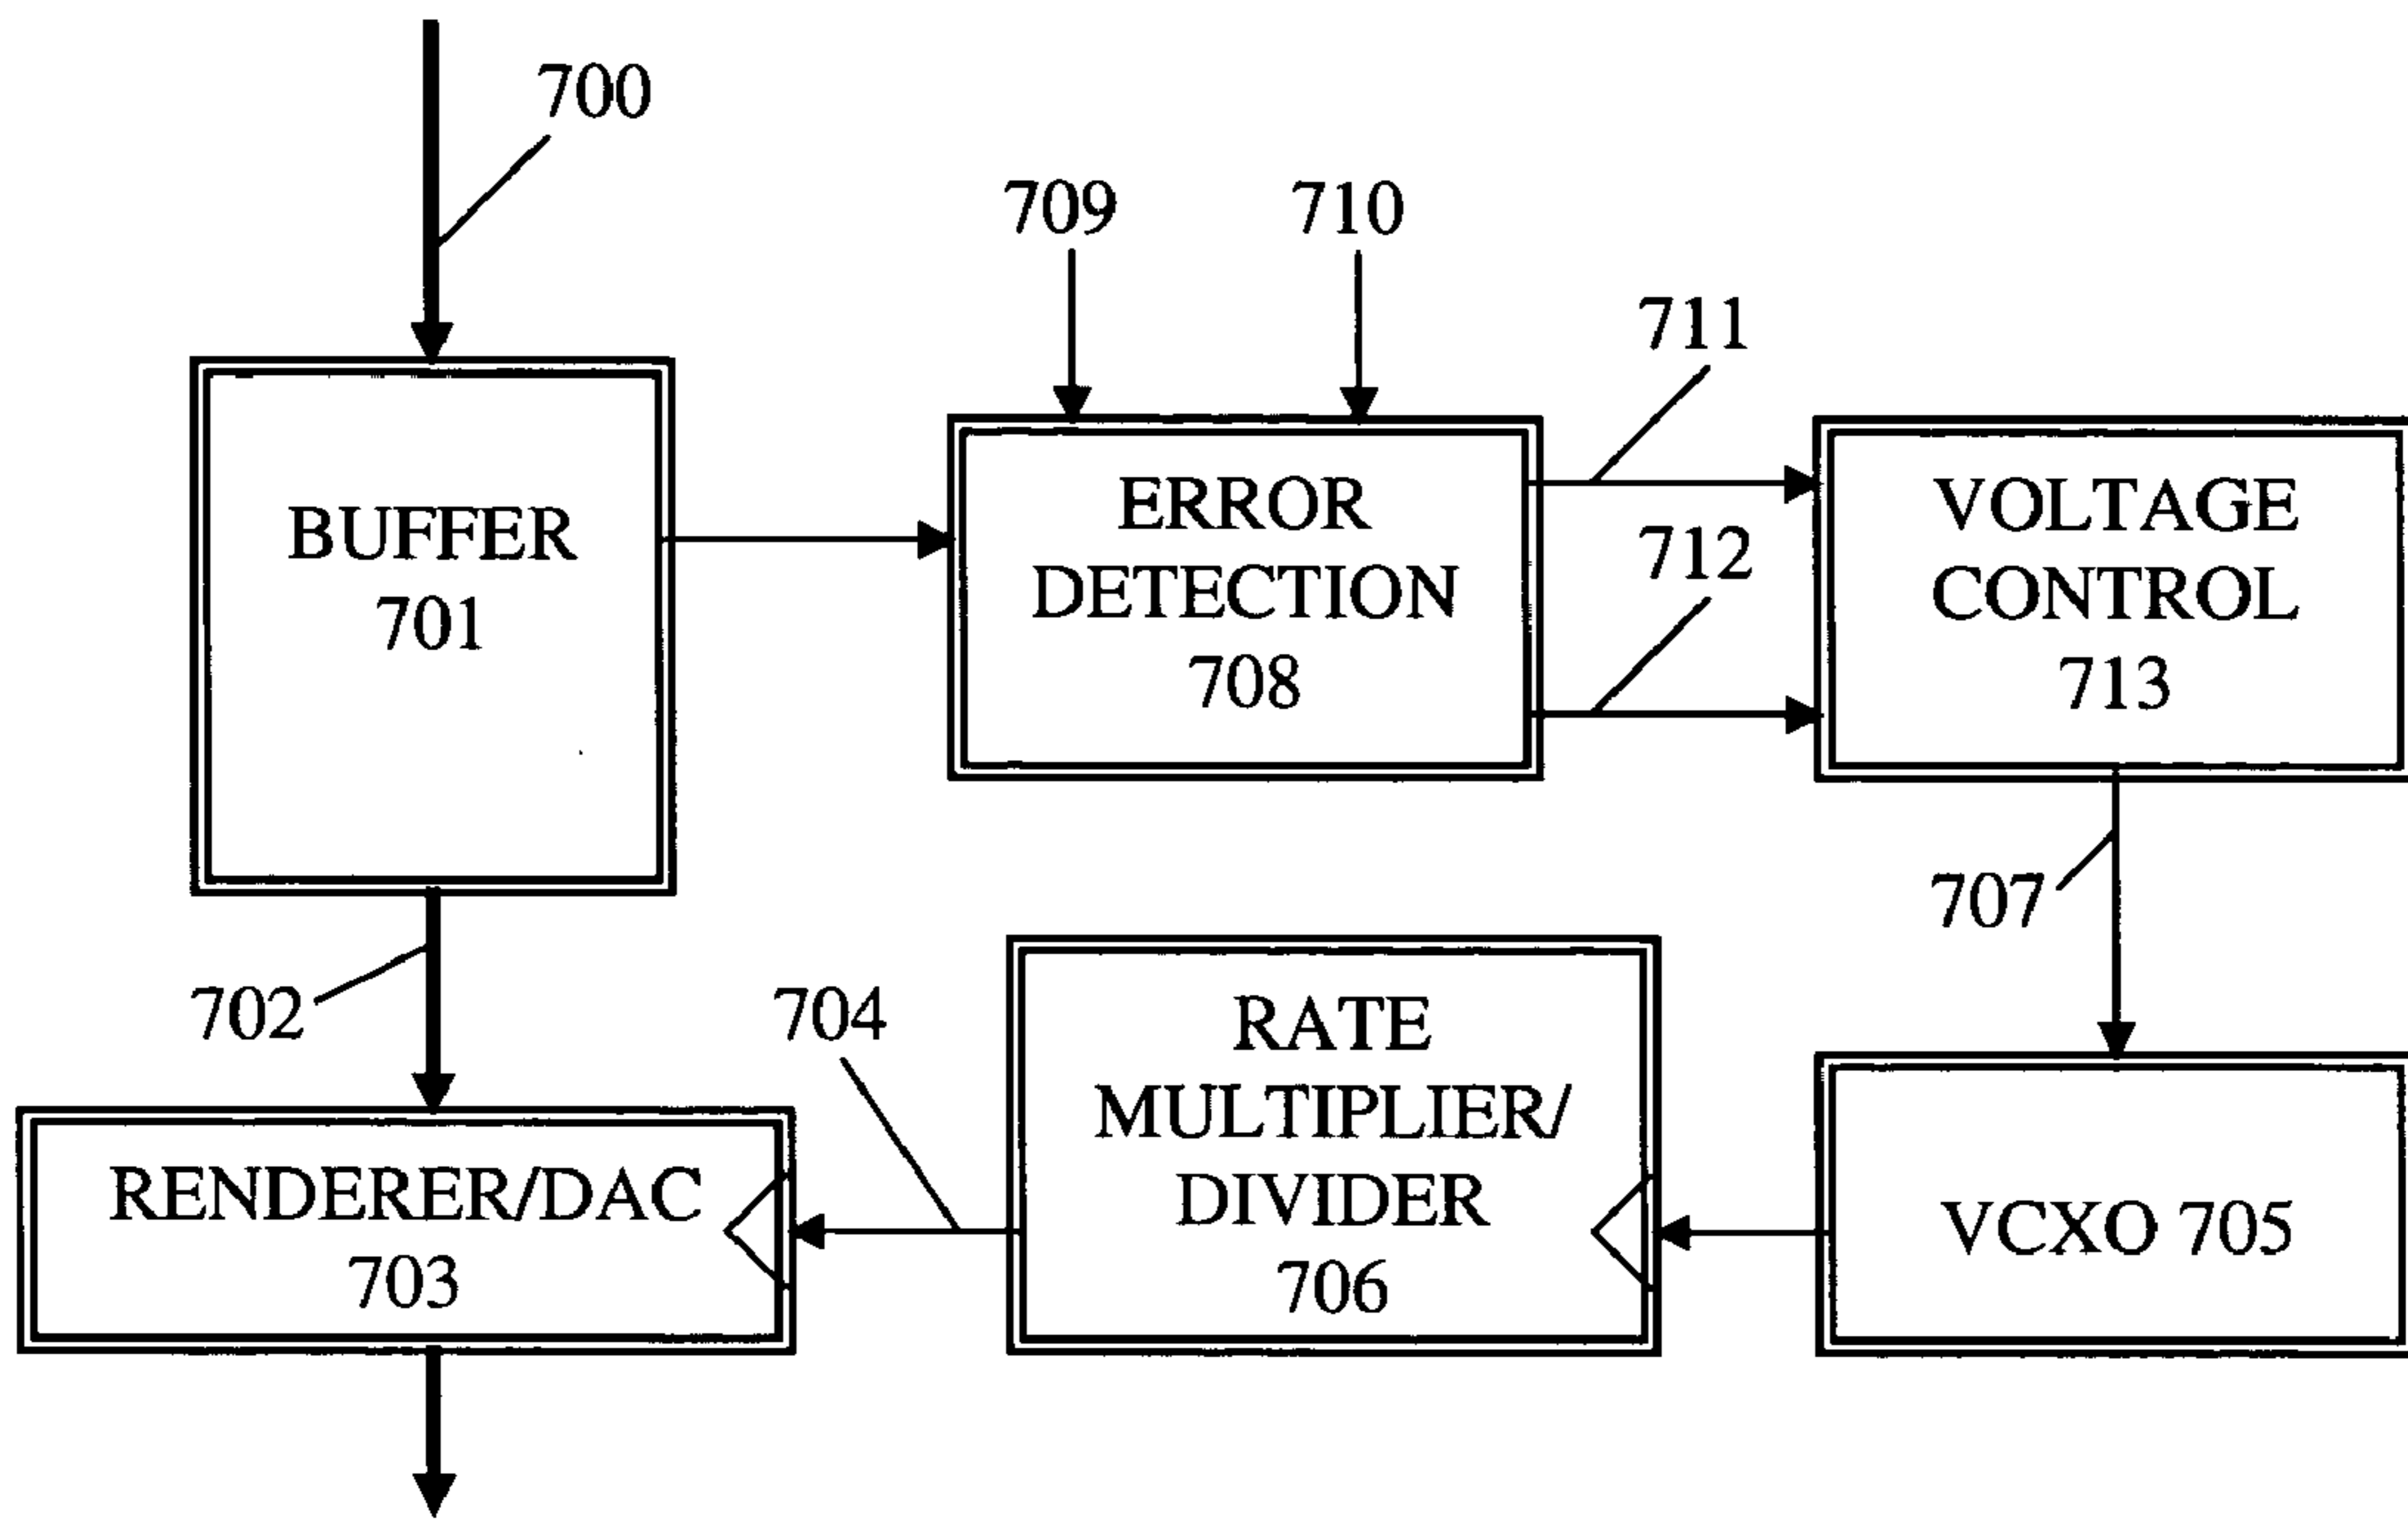 700
709
710
711
BUFFER
701
ERROR
DETECTION
708
712
VOLTAGE
CONTROL
713
707
702
704
RATE
MULTIPLIER/
DIVIDER
706
RENDERER/DAC
703
VCXO 705